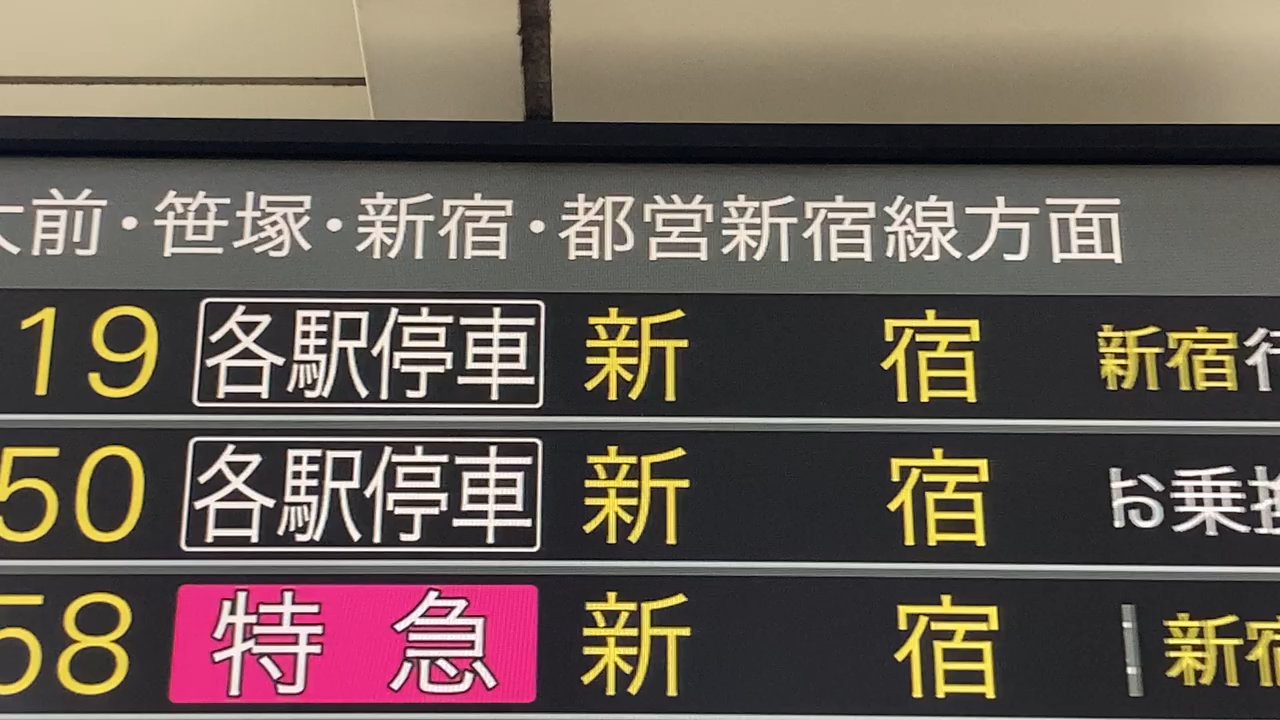 前・笹塚・新宿・都営新宿線方面
19 各駅停車 新宿 新宿行
50 各駅停車 新宿 お乗
58 特急 新宿 新宿